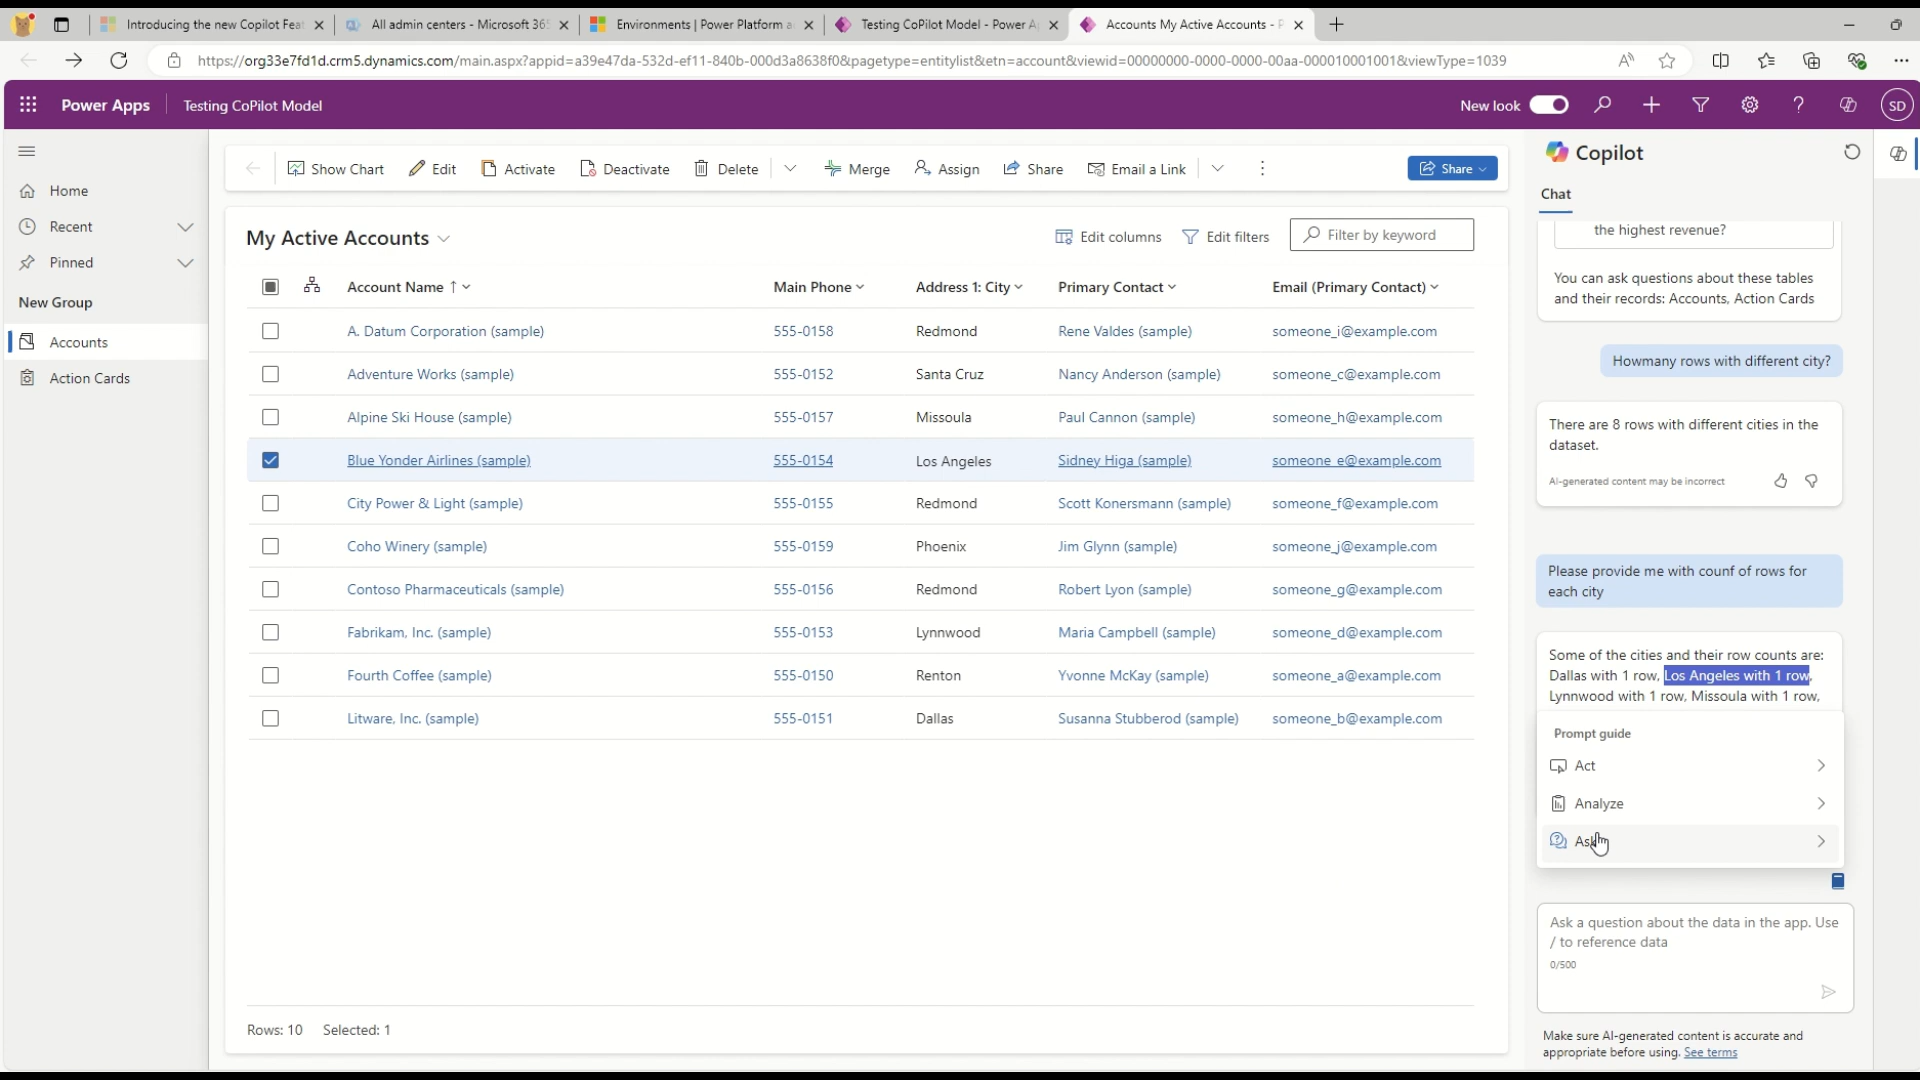 Introducing the new Copilot Feat
All admin centers - Microsoft 365
Environments | Power Platform a
Testing CoPilot Model - Power A
Accounts My Active Accounts - P
https://org33e7fd1d.crm5.dynamics.com/main.aspx?appid=a39e47da-532d-ef11-840b-000d3a8638f0&pagetype=entitylist&etn=account&viewid=00000000-0000-0000-00aa-000010001001&viewType=1039
Power Apps
Testing CoPilot Model
New look
SD
Home
Recent
Pinned
New Group
Accounts
Action Cards
Show Chart
Edit
Activate
Deactivate
Delete
Merge
Assign
Share
Email a Link
Share
My Active Accounts
Edit columns
Edit filters
Filter by keyword
Account Name Main Phone Address 1: City Primary Contact Email (Primary Contact)
A. Datum Corporation (sample) 555-0158 Redmond Rene Valdes (sample) someone_i@example.com
Adventure Works (sample) 555-0152 Santa Cruz Nancy Anderson (sample) someone_c@example.com
Alpine Ski House (sample) 555-0157 Missoula Paul Cannon (sample) someone_h@example.com
Blue Yonder Airlines (sample) 555-0154 Los Angeles Sidney Higa (sample) someone_e@example.com
City Power & Light (sample) 555-0155 Redmond Scott Konersmann (sample) someone_f@example.com
Coho Winery (sample) 555-0159 Phoenix Jim Glynn (sample) someone_j@example.com
Contoso Pharmaceuticals (sample) 555-0156 Redmond Robert Lyon (sample) someone_g@example.com
Fabrikam, Inc. (sample) 555-0153 Lynnwood Maria Campbell (sample) someone_d@example.com
Fourth Coffee (sample) 555-0150 Renton Yvonne McKay (sample) someone_a@example.com
Litware, Inc. (sample) 555-0151 Dallas Susanna Stubberod (sample) someone_b@example.com
Rows: 10 Selected: 1
Copilot
Chat
the highest revenue?
You can ask questions about these tables
and their records: Accounts, Action Cards
Howmany rows with different city?
There are 8 rows with different cities in the
dataset.
AI-generated content may be incorrect
Please provide me with counf of rows for
each city
Some of the cities and their row counts are:
Dallas with 1 row, Los Angeles with 1 row,
Lynnwood with 1 row, Missoula with 1 row,
Prompt guide
Act
Analyze
Ask
Ask a question about the data in the app. Use
/ to reference data
0/500
Make sure AI-generated content is accurate and
appropriate before using. See terms